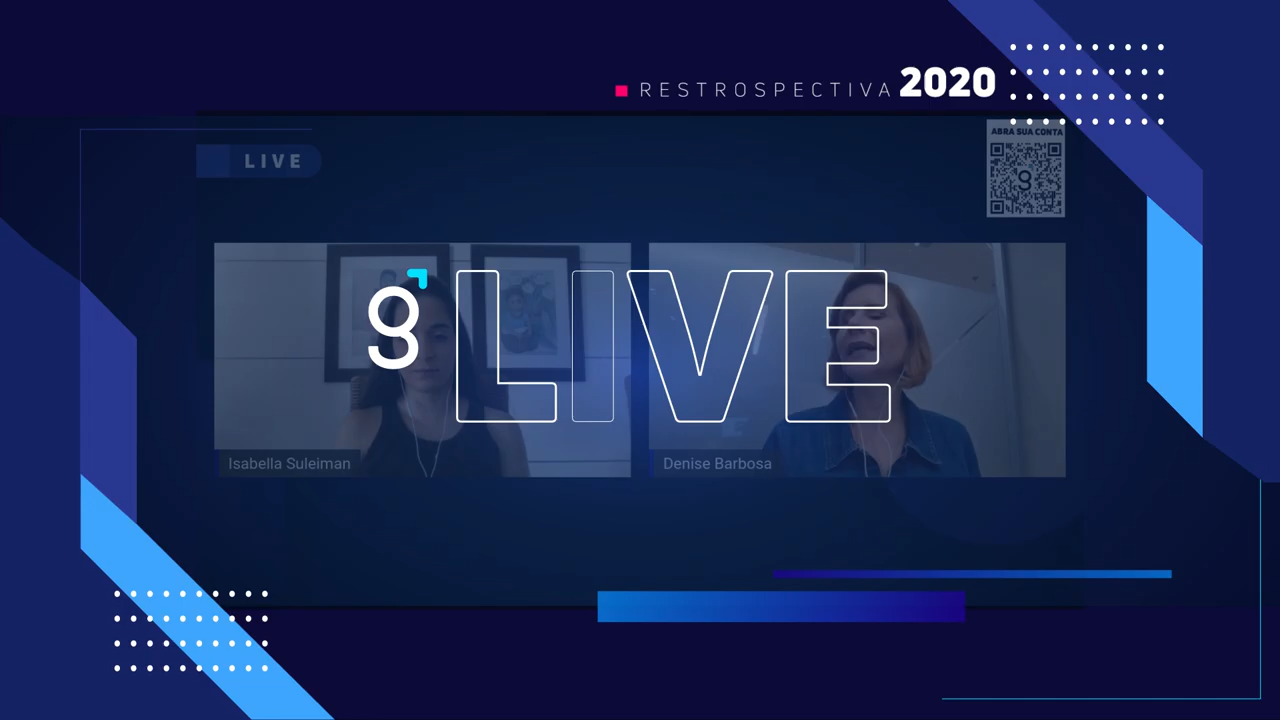 RESTROSPECTIVA 2020
ABRA SUA CONTA
LIVE
LIVE
Isabella Suleiman
Denise Barbosa